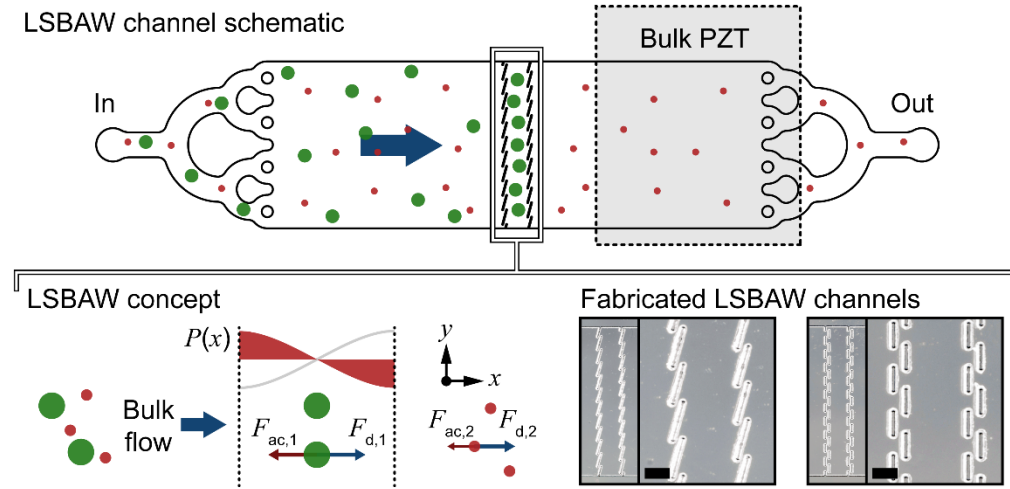 LSBAW channel schematic
Bulk PZT
In
Out
LSBAW concept
Fabricated LSBAW channels
P(x)
y
x
Bulk
flow
F_ac,1
F_d,1
F_ac,2
F_d,2